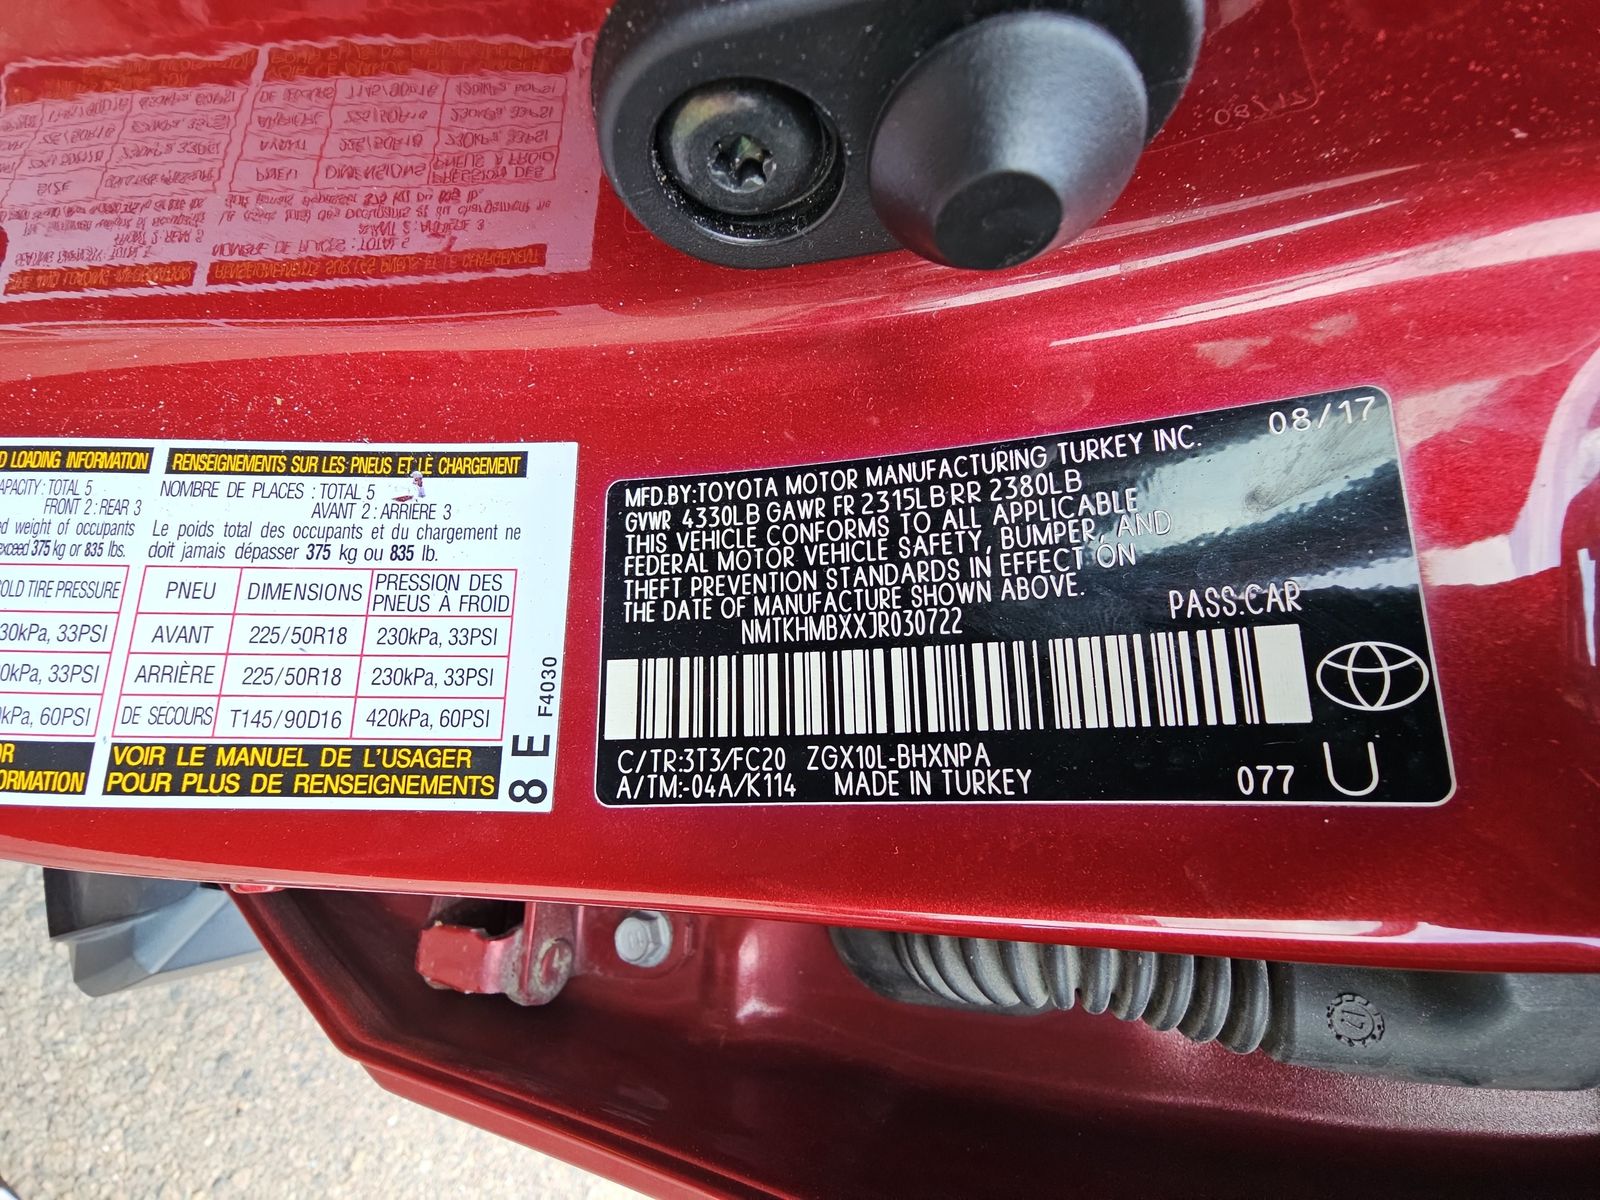 D LOADING INFORMATION
APACITY: TOTAL 5
FRONT 2: REAR 3
ed weight of occupants
exceed 375 kg or 835 lbs.
OLD TIRE PRESSURE
30kPa, 33PSI
0kPa, 33PSI
kPa, 60PSI
OR
ORMATION
RENSEIGNEMENTS SUR LES PNEUS ET LE CHARGEMENT
NOMBRE DE PLACES : TOTAL 5
AVANT 2: ARRIÈRE 3
Le poids total des occupants et du chargement ne
doit jamais dépasser 375 kg ou 835 lb.
PNEU DIMENSIONS PRESSION DES PNEUS À FROID
AVANT 225/50R18 230kPa, 33PSI
ARRIÈRE 225/50R18 230kPa, 33PSI
DE SECOURS T145/90D16 420kPa, 60PSI
VOIR LE MANUEL DE L'USAGER
POUR PLUS DE RENSEIGNEMENTS
8 E F4030
08/17
MFD.BY:TOYOTA MOTOR MANUFACTURING TURKEY INC.
GVWR 4330LB GAWR FR 2315LB RR 2380LB
THIS VEHICLE CONFORMS TO ALL APPLICABLE
FEDERAL MOTOR VEHICLE SAFETY, BUMPER, AND
THEFT PREVENTION STANDARDS IN EFFECT ON
THE DATE OF MANUFACTURE SHOWN ABOVE.
NMTKHMBXXJR030722
PASS.CAR
C/TR:3T3/FC20 ZGX10L-BHXNPA
A/TM:-04A/K114 MADE IN TURKEY
077 U
17